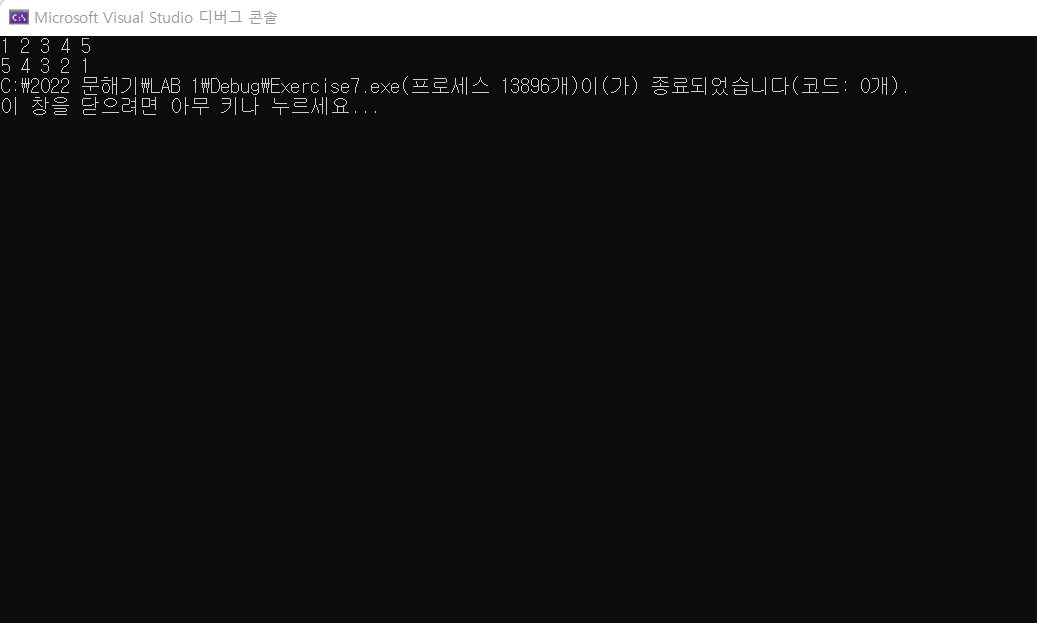 Microsoft Visual Studio 디버그 콘솔
1 2 3 4 5
5 4 3 2 1
C:\2022 문해기\LAB 1\Debug\Exercise7.exe(프로세스 13896개)이(가) 종료되었습니다(코드: 0개).
이 창을 닫으려면 아무 키나 누르세요...